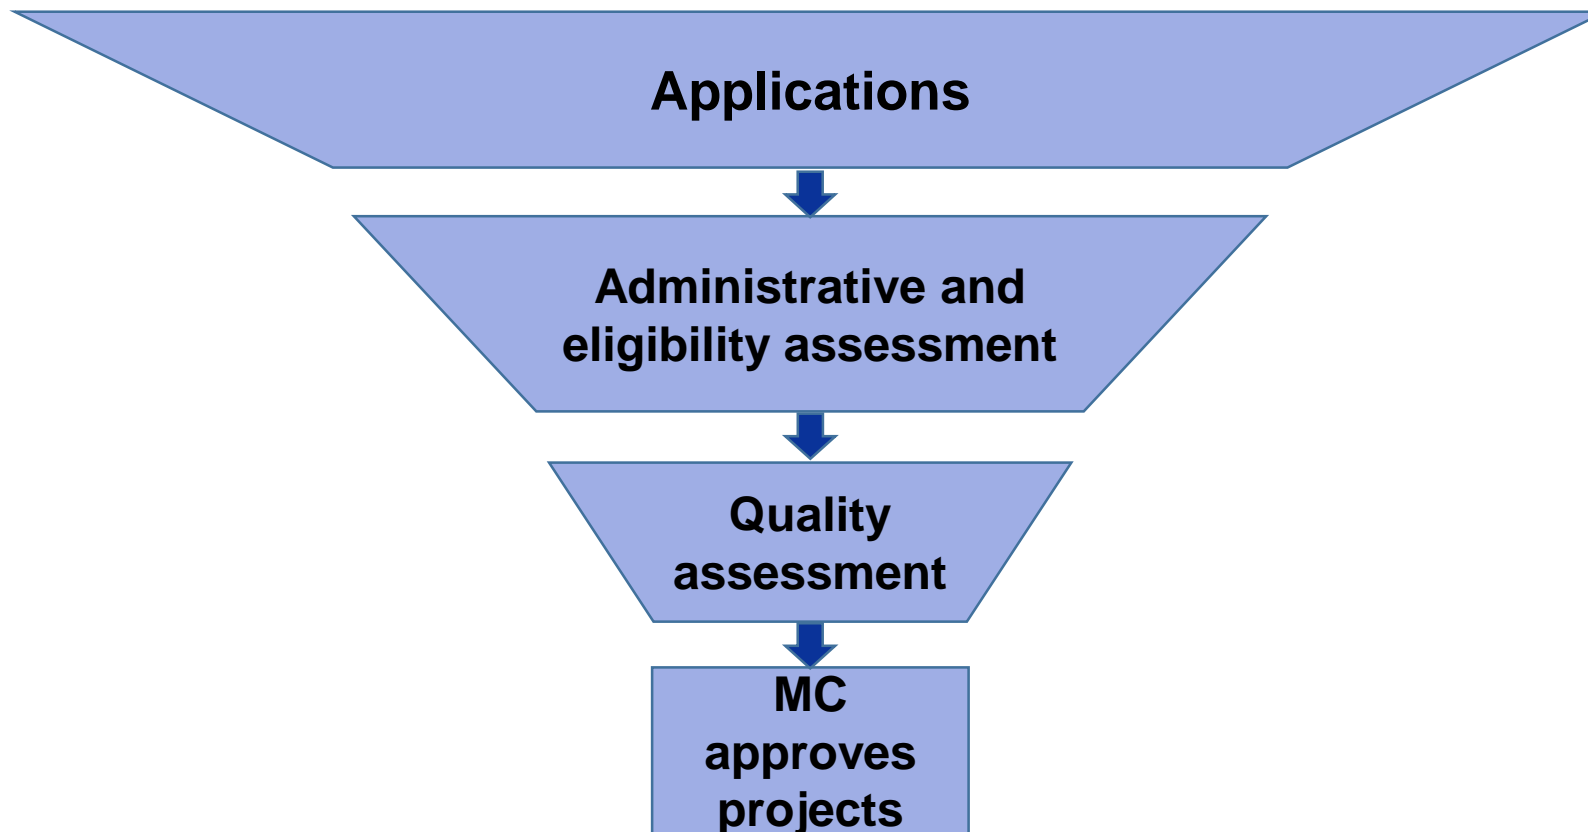 Applications
Administrative and
eligibility assessment
Quality
assessment
MC
approves
projects